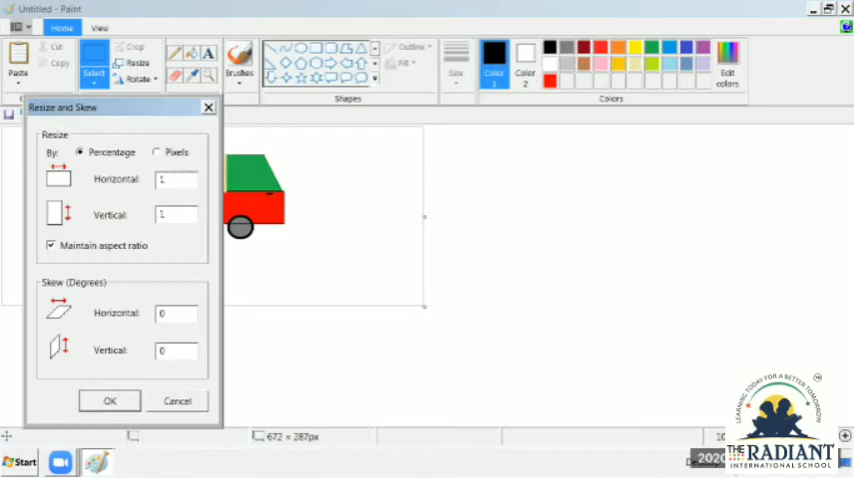 Untitled - Paint
Home View
Paste
Cut
Copy
Select
Crop
Resize
Rotate
A
Brushes
Shapes
Outline
Fill
Size
Color 1
Color 2
Edit colors
Colors
Resize and Skew
Resize
By: Percentage Pixels
Horizontal: 1
Vertical: 1
Maintain aspect ratio
Skew (Degrees)
Horizontal: 0
Vertical: 0
OK Cancel
672 × 287px
Start
2020
LEARNING TODAY FOR A BETTER TOMORROW
THE RADIANT
INTERNATIONAL SCHOOL